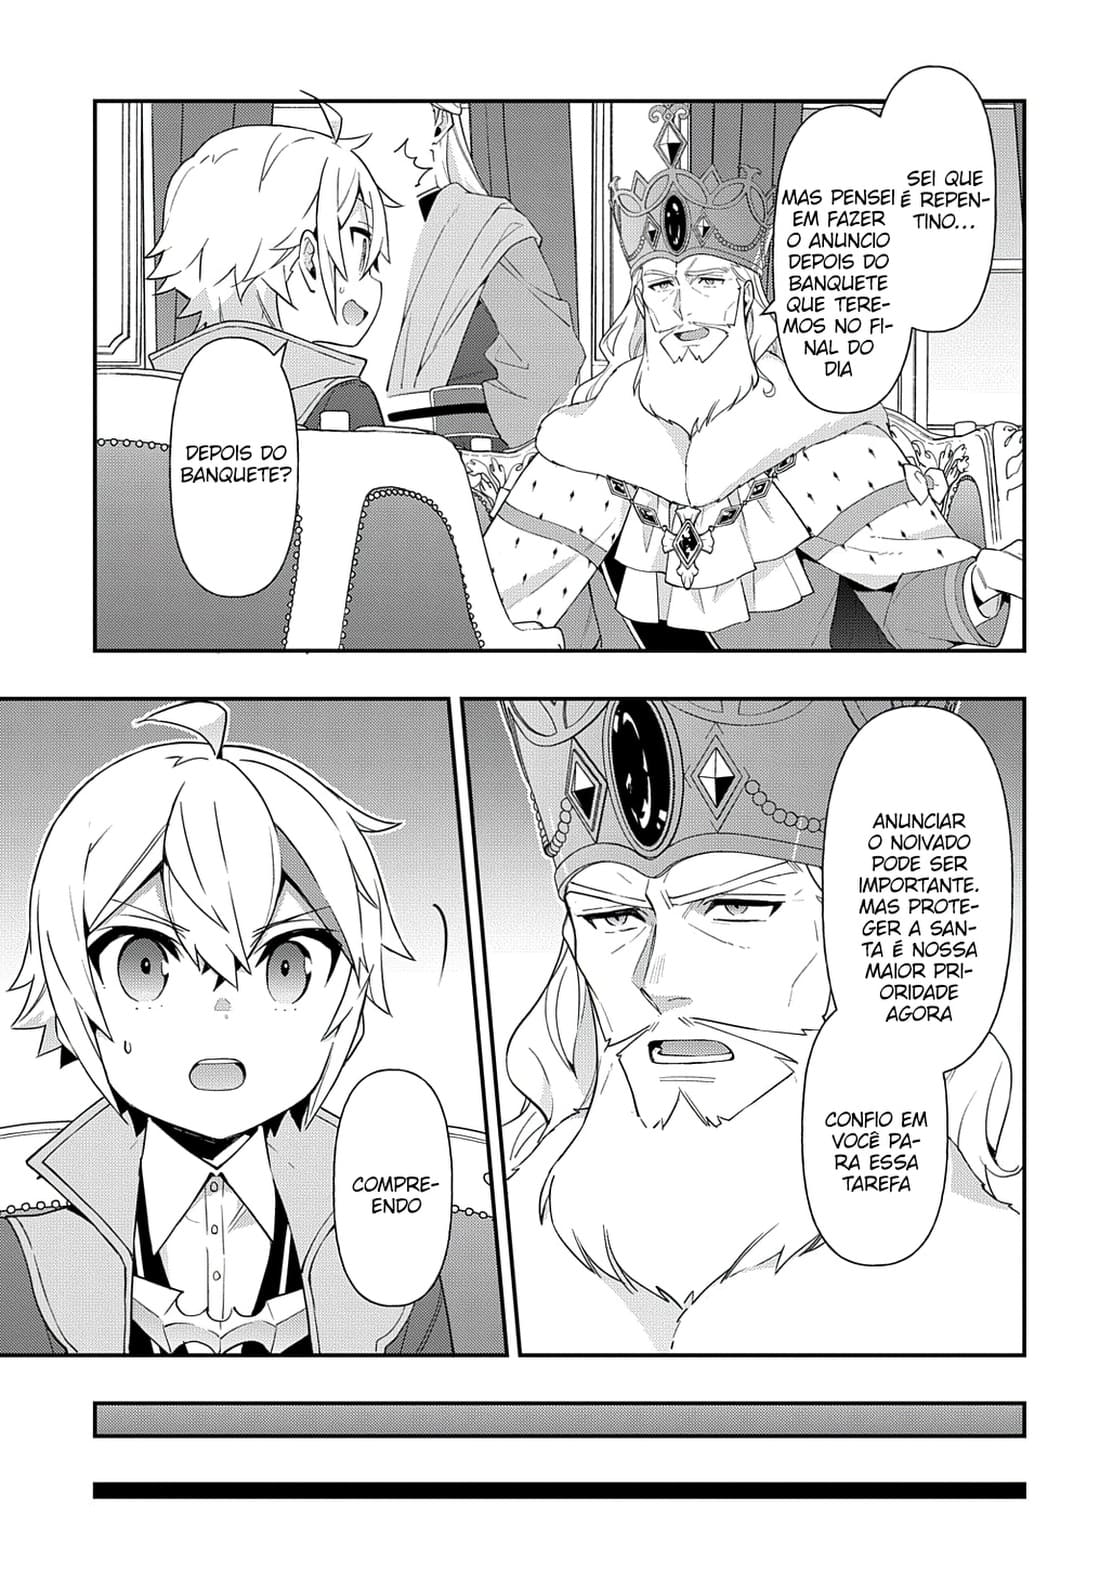 SEI QUE
É REPEN-
TINO...
MAS PENSEI
EM FAZER
O ANUNCIO
DEPOIS DO
BANQUETE
QUE TERE-
MOS NO FI-
NAL DO
DIA
DEPOIS DO
BANQUETE?
ANUNCIAR
O NOIVADO
PODE SER
IMPORTANTE.
MAS PROTE-
GER A SAN-
TA É NOSSA
MAIOR PRI-
ORIDADE
AGORA
CONFIO EM
VOCÊ PA-
RA ESSA
TAREFA
COMPRE-
ENDO